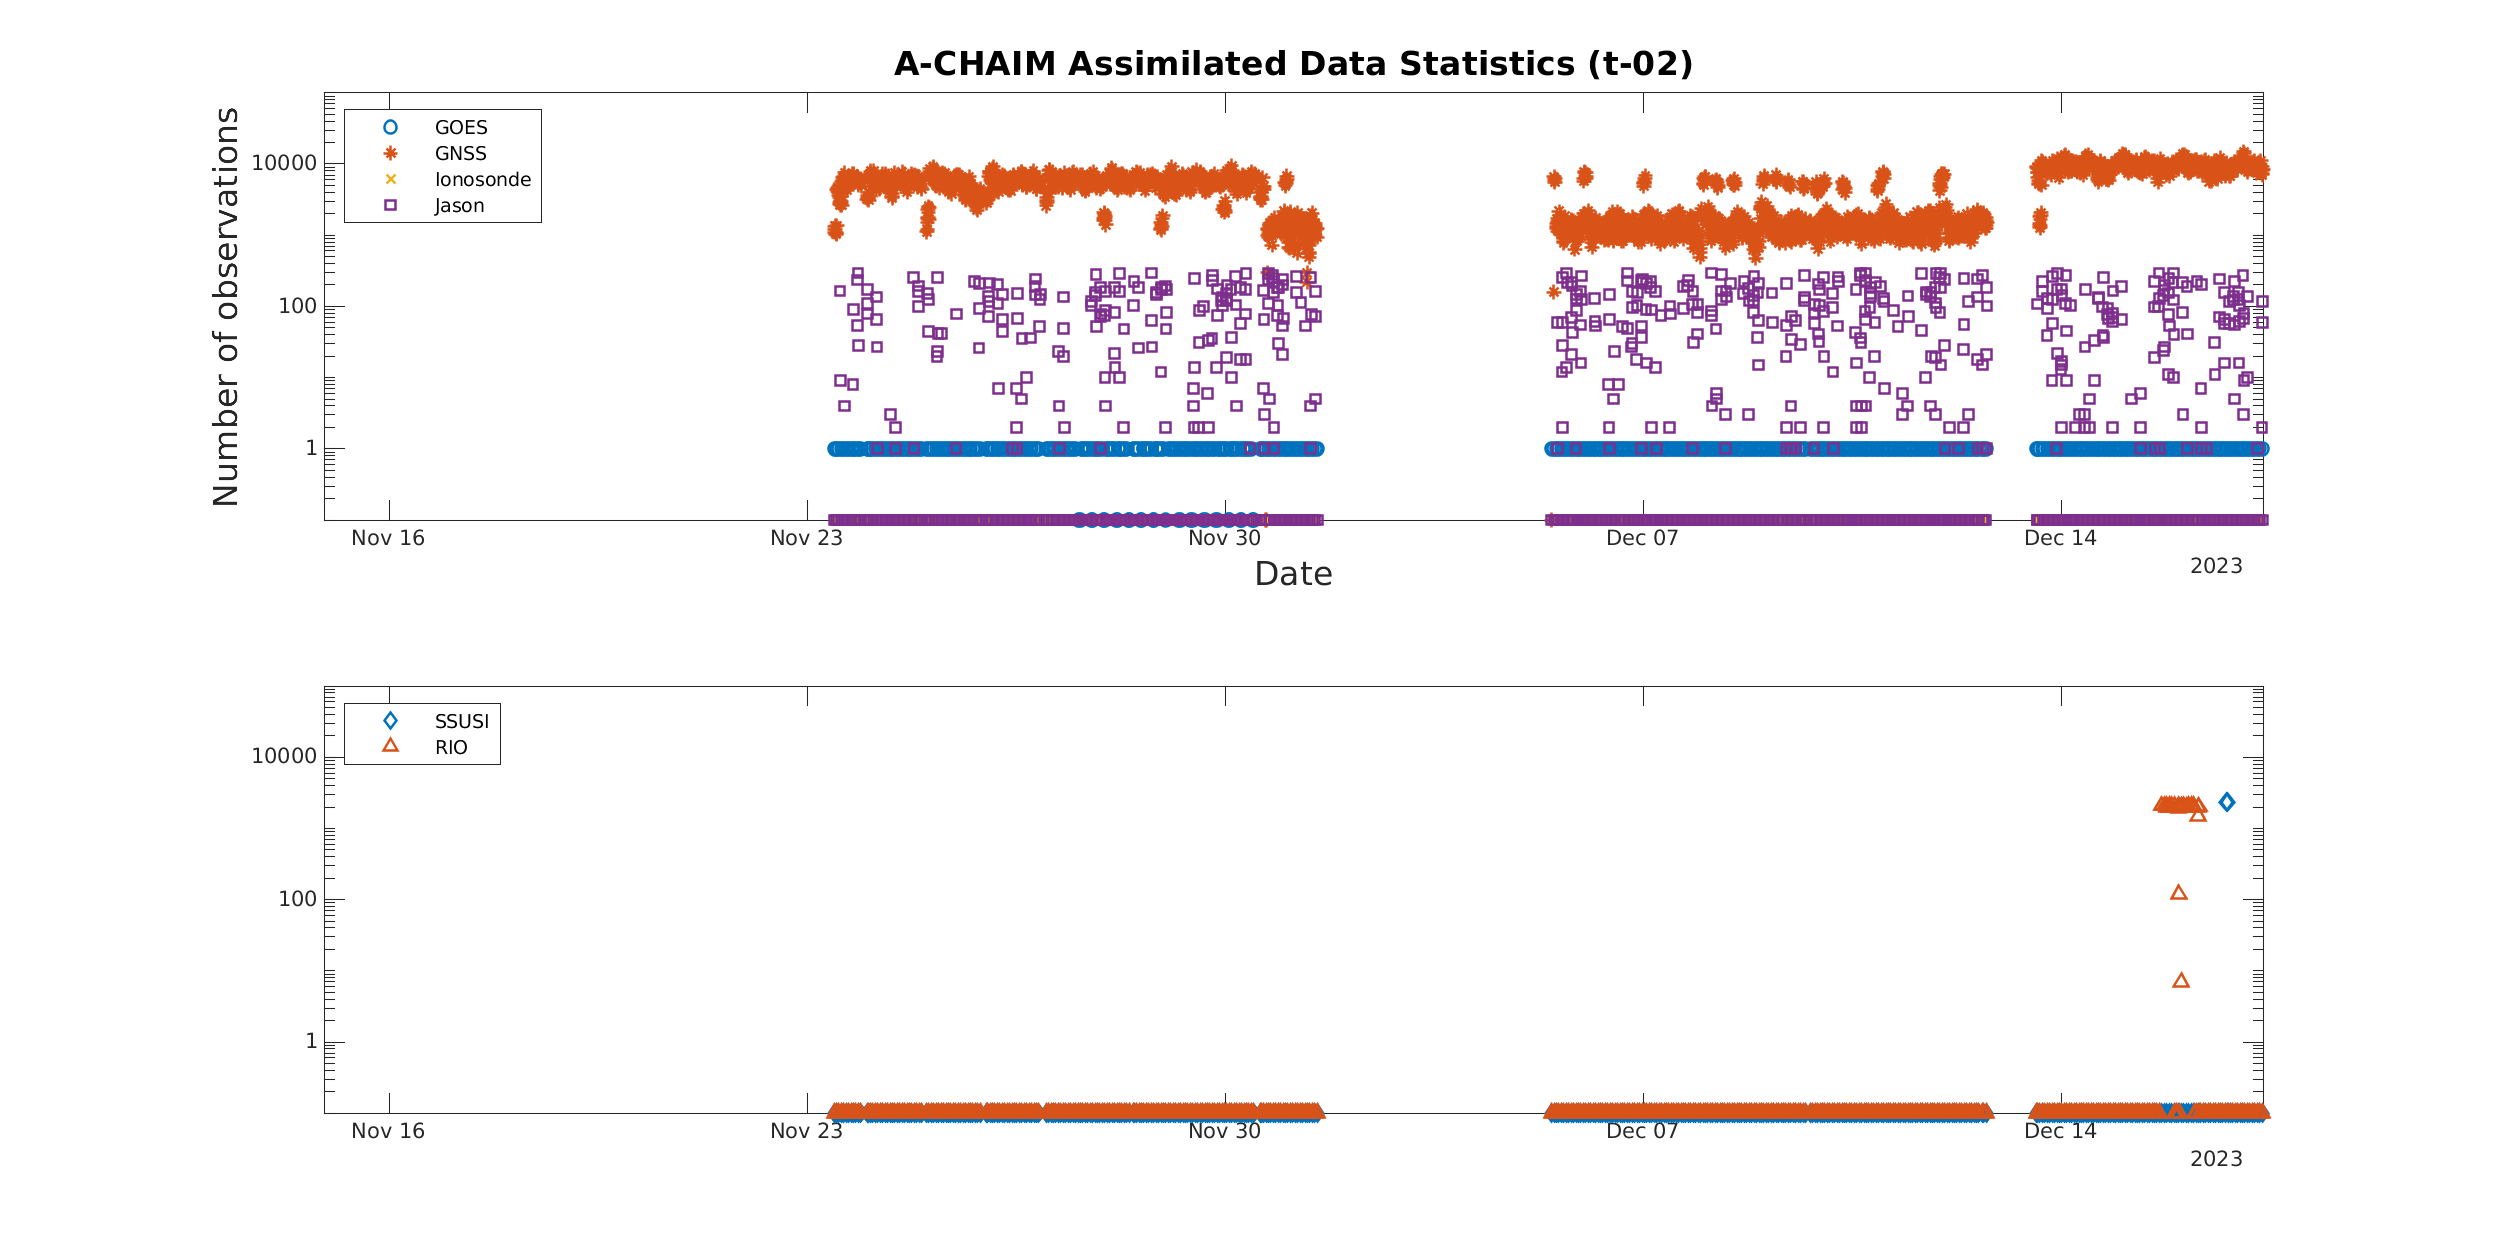 A-CHAIM Assimilated Data Statistics (t-02)
Number of observations
10000
100
1
GOES
GNSS
Ionosonde
Jason
Nov 16
Nov 23
Nov 30
Dec 07
Dec 14
2023
Date
10000
100
1
SSUSI
RIO
Nov 16
Nov 23
Nov 30
Dec 07
Dec 14
2023